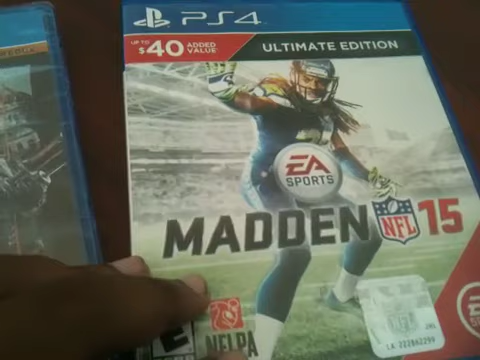 PS4
UP TO
$40 ADDED
VALUE
ULTIMATE EDITION
EA
SPORTS
MADDEN NFL 15
NFLPA
E